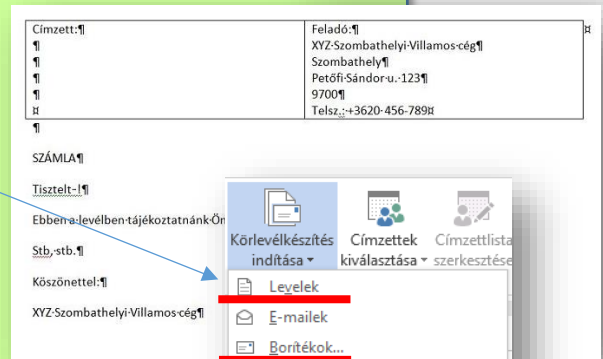 Címzett:¶
¶
¶
¶
¶
¤
Feladó:¶
XYZ·Szombathelyi·Villamos·cég¶
Szombathely¶
Petőfi·Sándor·u.·123¶
9700¶
Telsz.:·+3620·456-789¤
¤
¶
SZÁMLA¶
Tisztelt·-!¶
Ebben·a·levélben·tájékoztatnánk·Ön
Stb,·stb.¶
Köszönettel:¶
XYZ·Szombathelyi·Villamos·cég¶
Körlevélkészítés indítása
Címzettek kiválasztása
Címzettlista szerkesztése
Levelek
E-mailek
Borítékok...